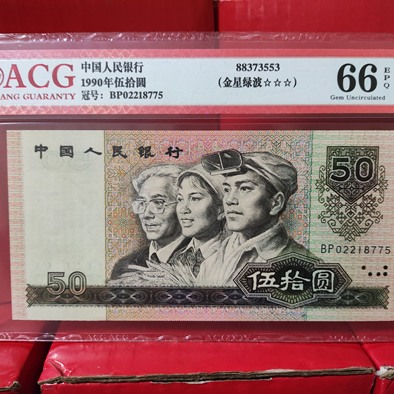 ACG
ANG GUARANTY
中国人民银行
1990年伍拾圆
冠号: BP02218775
88373553
(金星绿波☆☆☆)
66 EPQ
Gem Uncirculated
中国人民银行
50
BP02218775
50
伍拾圆